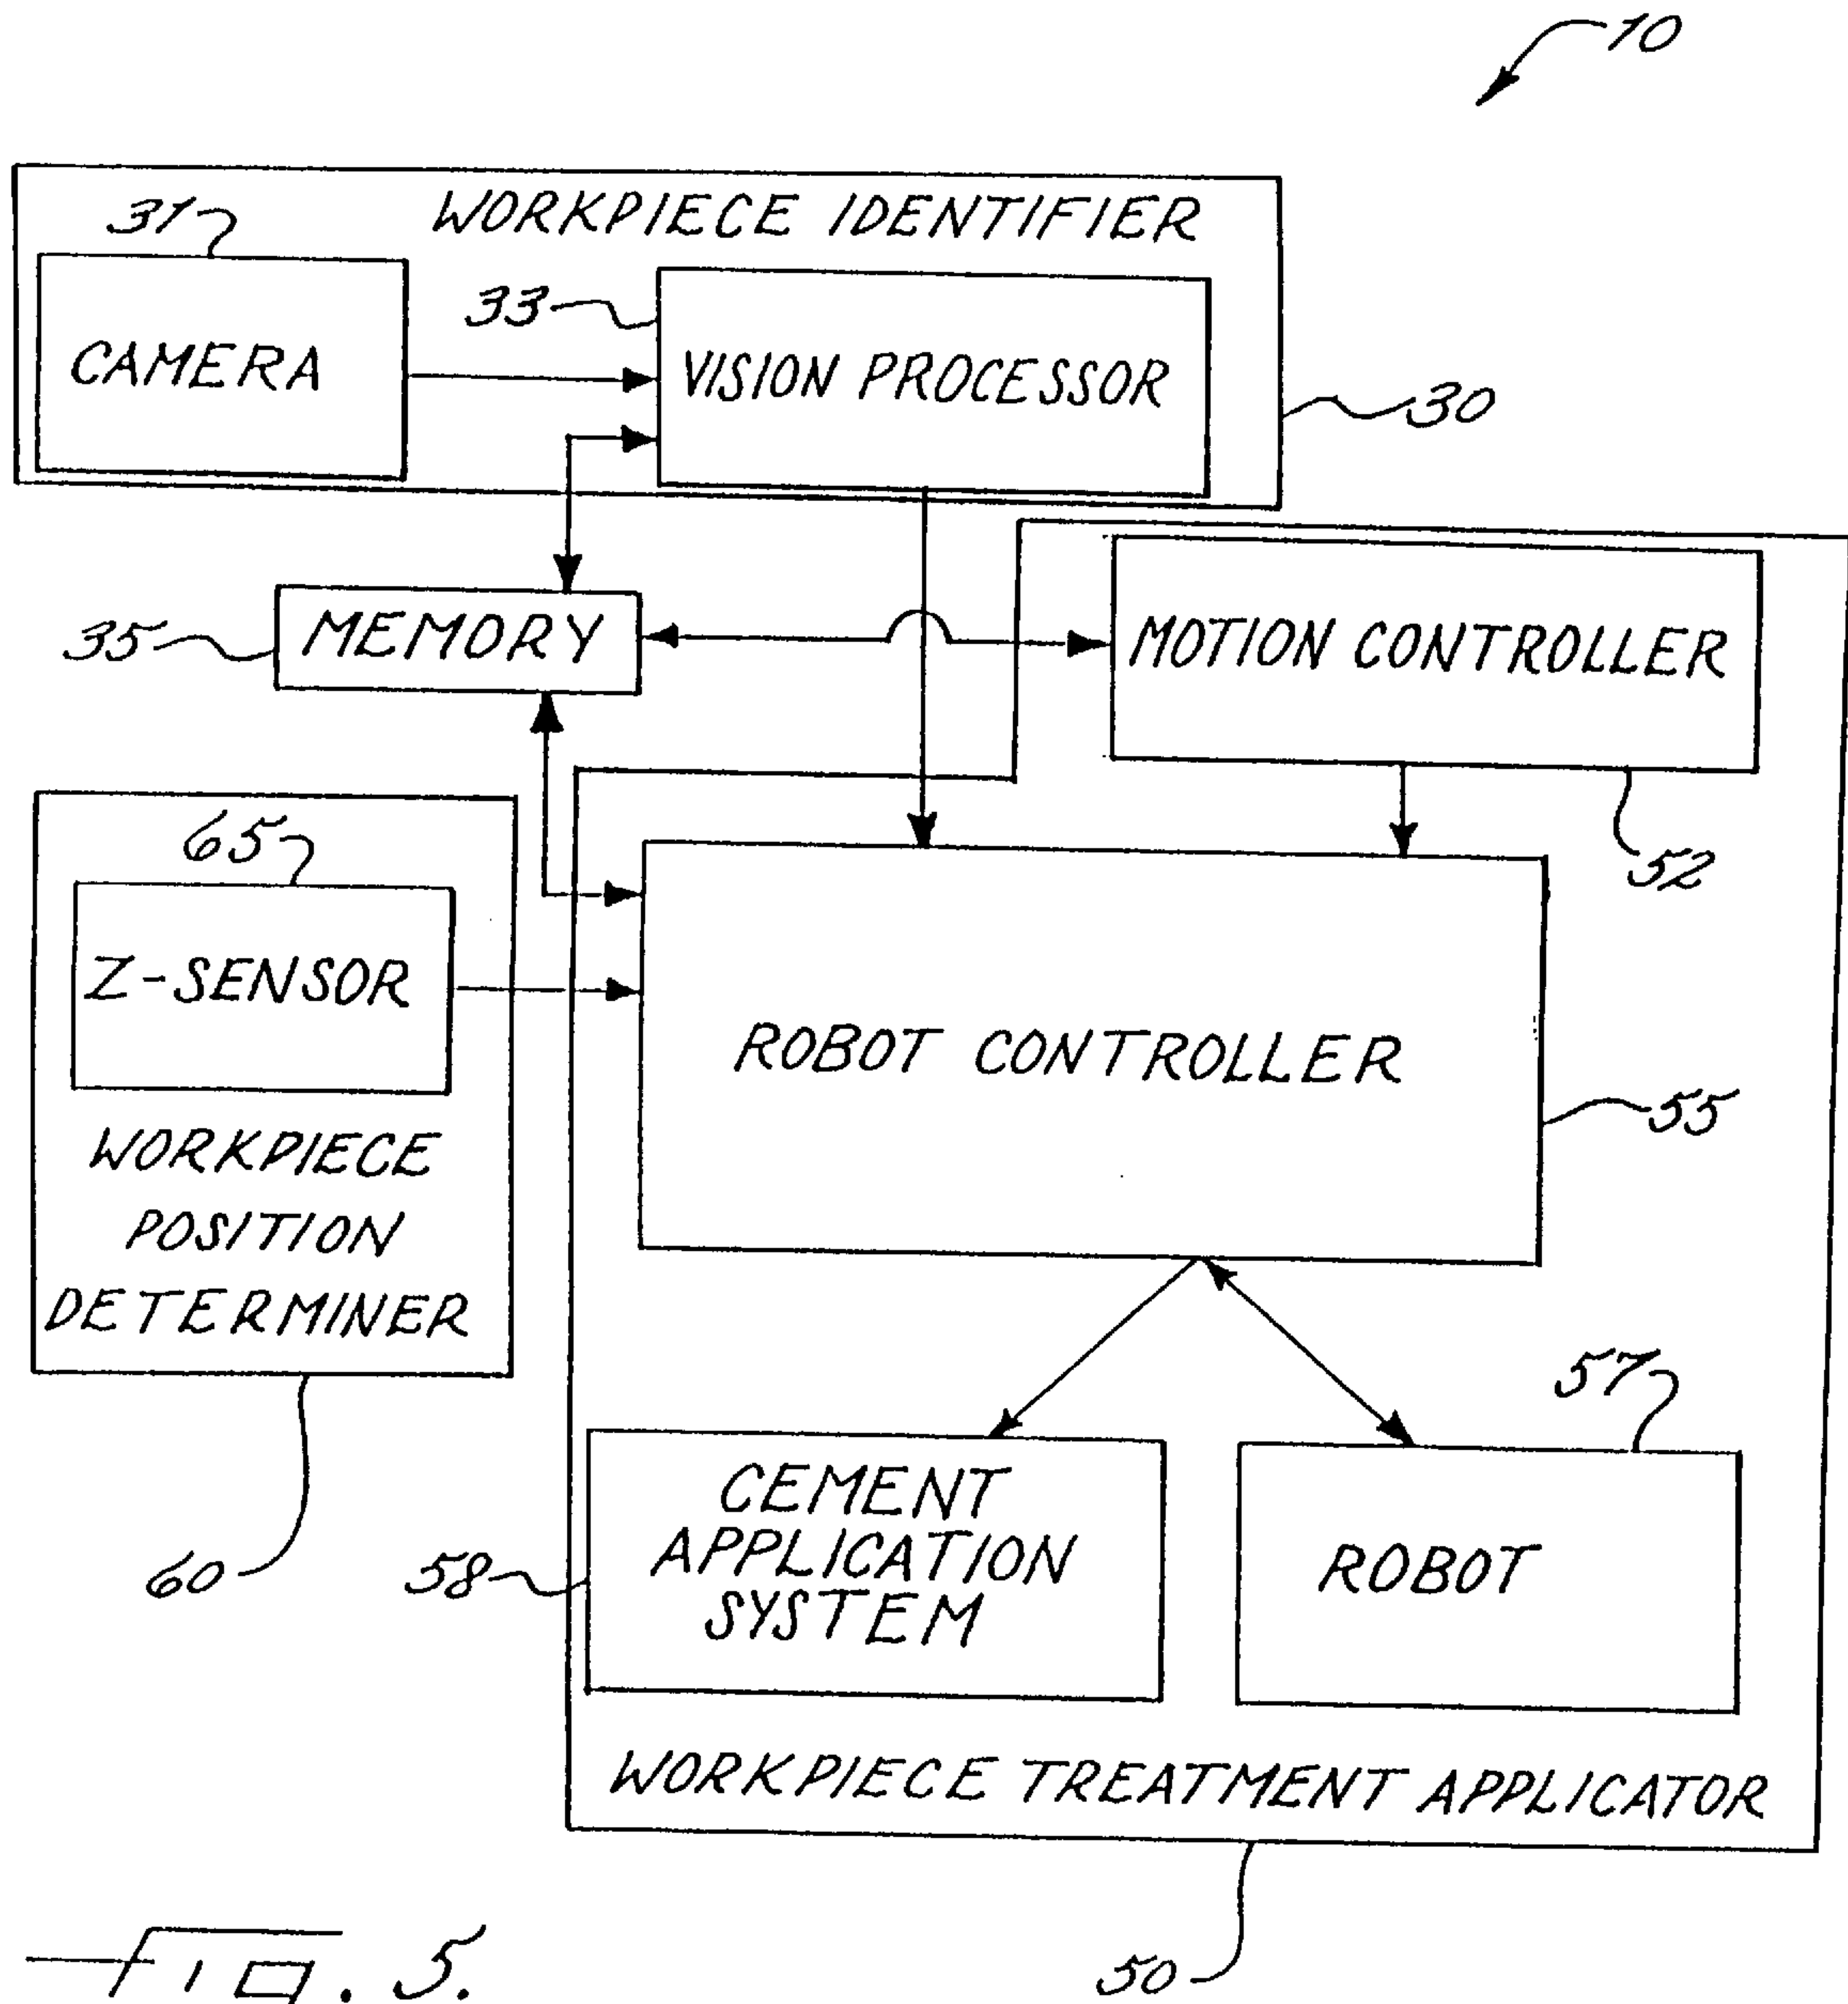 10
WORKPIECE IDENTIFIER
31
CAMERA
33
VISION PROCESSOR
30
35
MEMORY
MOTION CONTROLLER
52
65
Z-SENSOR
WORKPIECE
POSITION
DETERMINER
60
ROBOT CONTROLLER
55
58
CEMENT
APPLICATION
SYSTEM
57
ROBOT
WORKPIECE TREATMENT APPLICATOR
50
FIG. 5.